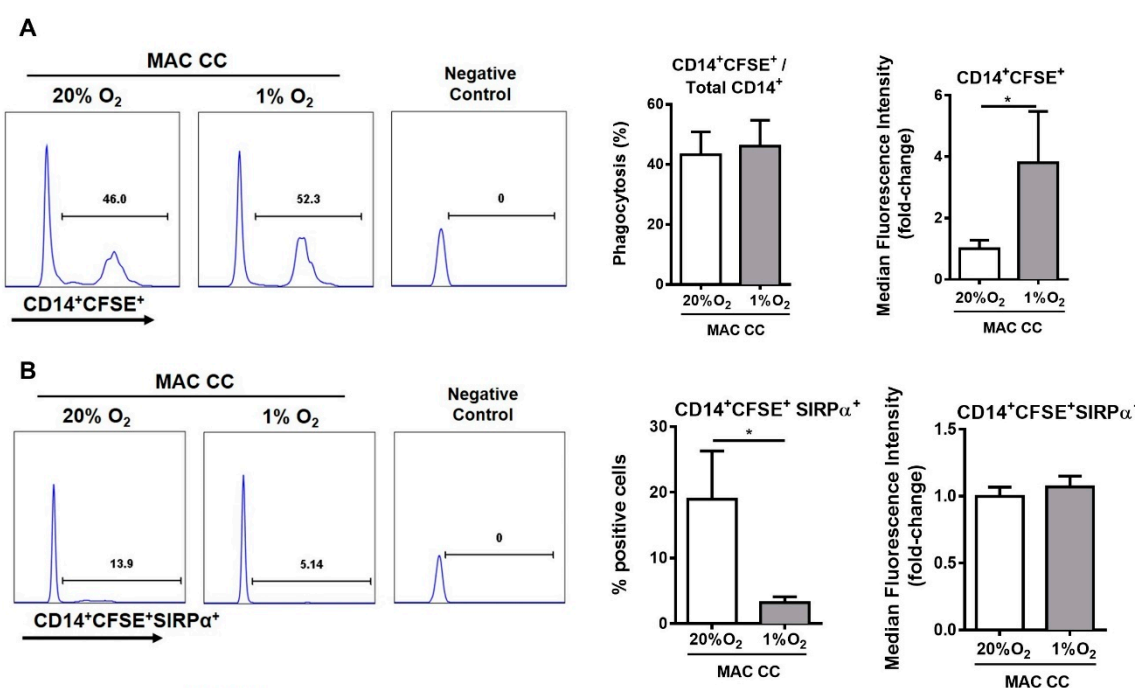 A
MAC CC
20% O₂
1% O₂
Negative
Control
46.0
52.3
0
CD14⁺CFSE⁺
CD14⁺CFSE⁺ /
Total CD14⁺
Phagocytosis (%)
60
40
20
0
20%O₂
1%O₂
MAC CC
CD14⁺CFSE⁺
*
Median Fluorescence Intensity
(fold-change)
6
4
2
0
20%O₂
1%O₂
MAC CC
B
MAC CC
20% O₂
1% O₂
Negative
Control
13.9
5.14
0
CD14⁺CFSE⁺SIRPα⁺
CD14⁺CFSE⁺ SIRPα⁺
*
% positive cells
30
20
10
0
20%O₂
1%O₂
MAC CC
CD14⁺CFSE⁺SIRPα⁺
Median Fluorescence Intensity
(fold-change)
1.5
1.0
0.5
0.0
20%O₂
1%O₂
MAC CC